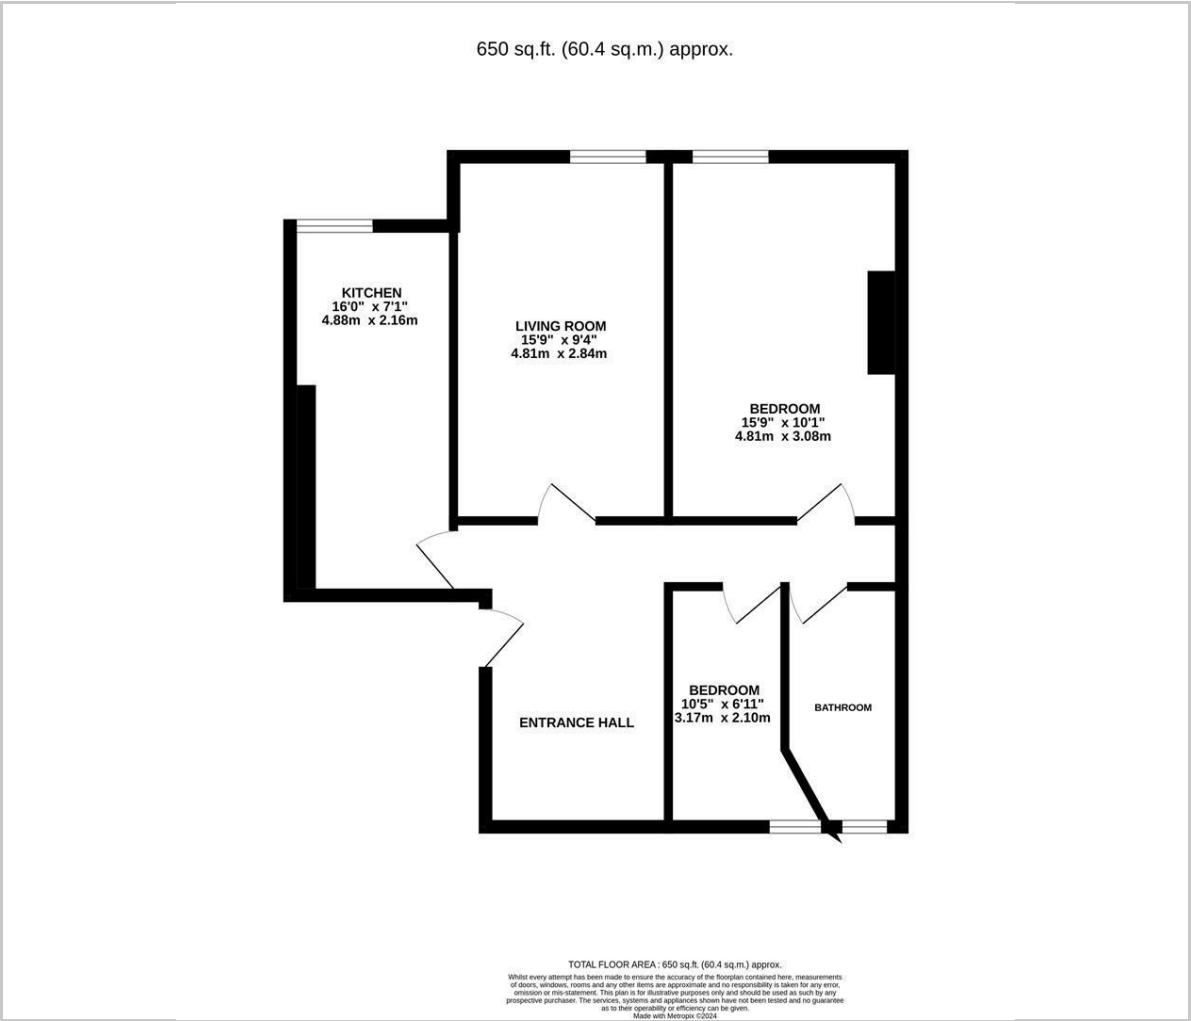 650 sq.ft. (60.4 sq.m.) approx.
KITCHEN
16'0" x 7'1"
4.88m x 2.16m
LIVING ROOM
15'9" x 9'4"
4.81m x 2.84m
BEDROOM
15'9" x 10'1"
4.81m x 3.08m
BEDROOM
10'5" x 6'11"
3.17m x 2.10m
BATHROOM
ENTRANCE HALL
TOTAL FLOOR AREA : 650 sq.ft. (60.4 sq.m.) approx.
Whilst every attempt has been made to ensure the accuracy of the floorplan contained here, measurements
of doors, windows, rooms and any other items are approximate and no responsibility is taken for any error,
omission or mis-statement. This plan is for illustrative purposes only and should be used as such by any
prospective purchaser. The services, systems and appliances shown have not been tested and no guarantee
as to their operability or efficiency can be given.
Made with Metropix ©2024